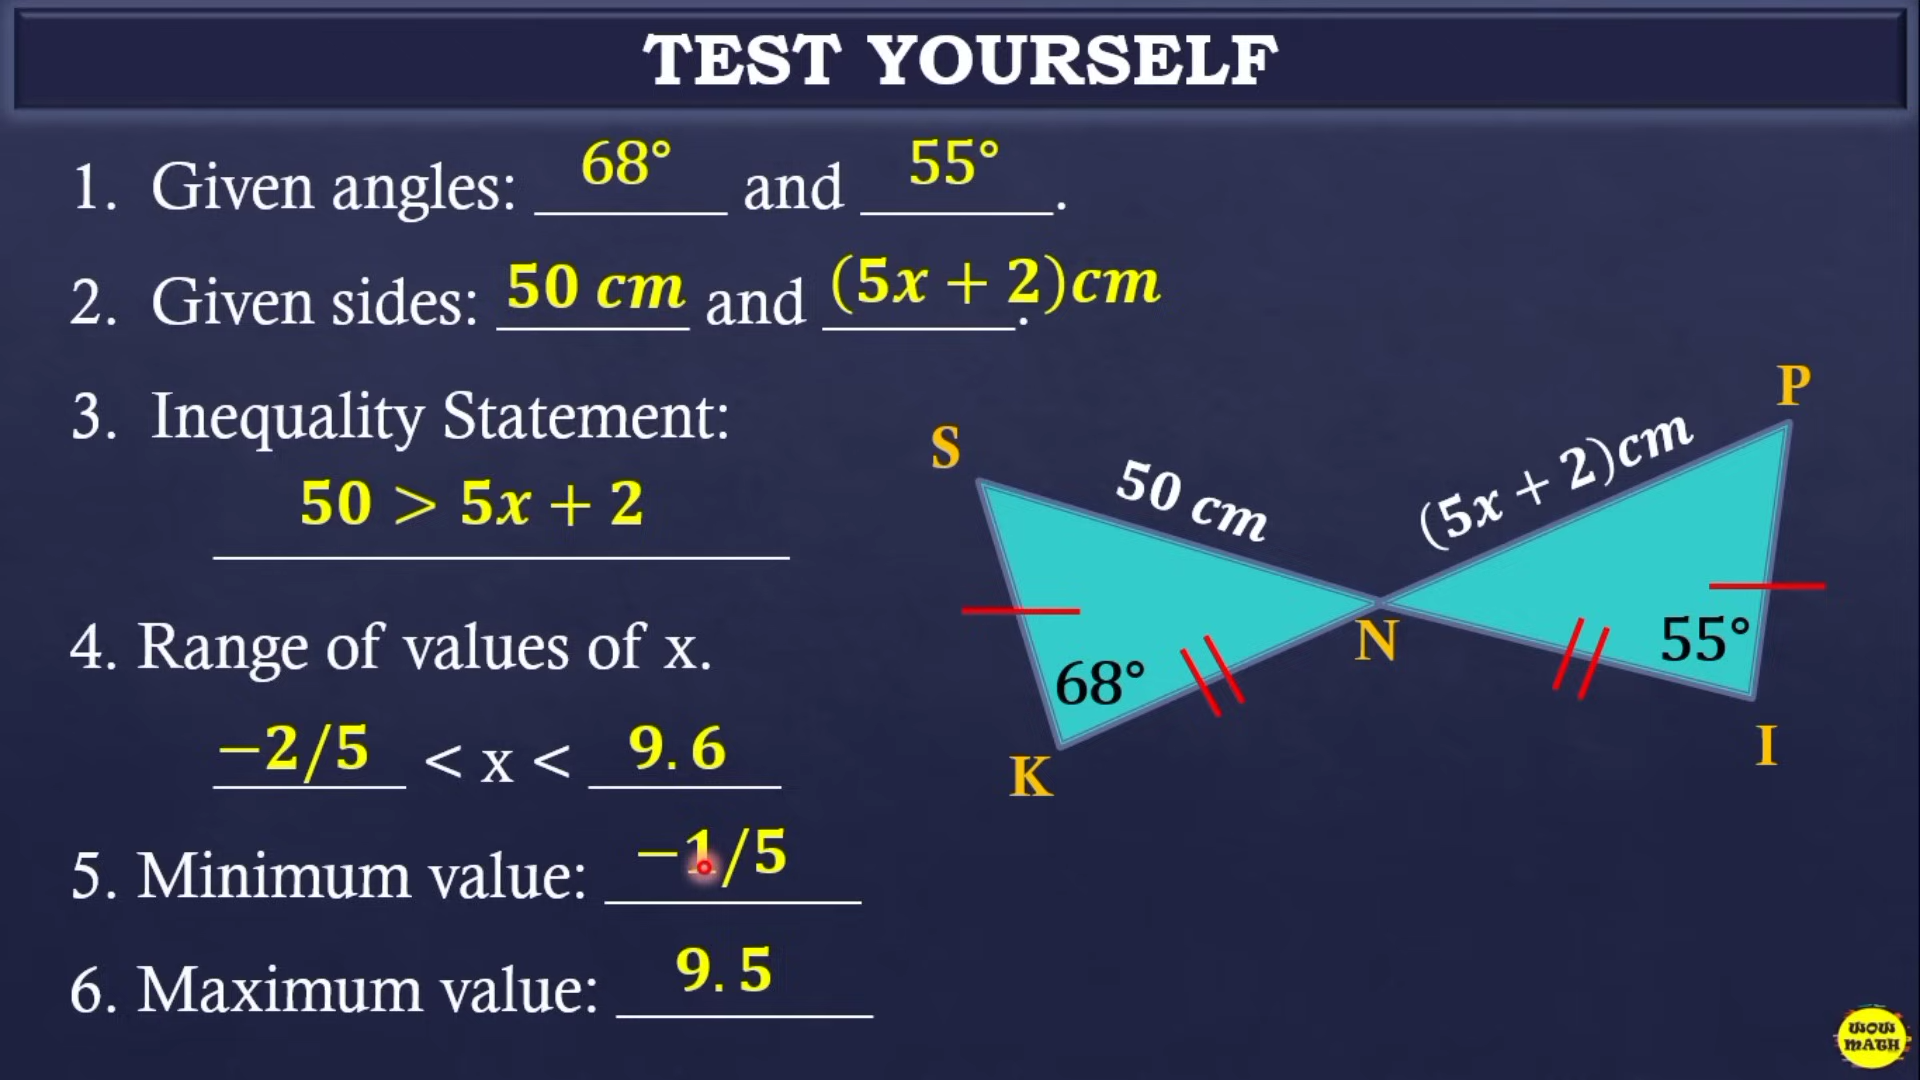 TEST YOURSELF
1. Given angles: 68° and 55°.
2. Given sides: 50 cm and (5x + 2)cm.
3. Inequality Statement:
50 > 5x + 2
4. Range of values of x.
−2/5 < x < 9.6
5. Minimum value: −1/5
6. Maximum value: 9.5
P
S
50 cm
(5x + 2)cm
N
55°
68°
I
K
WOW
MATH